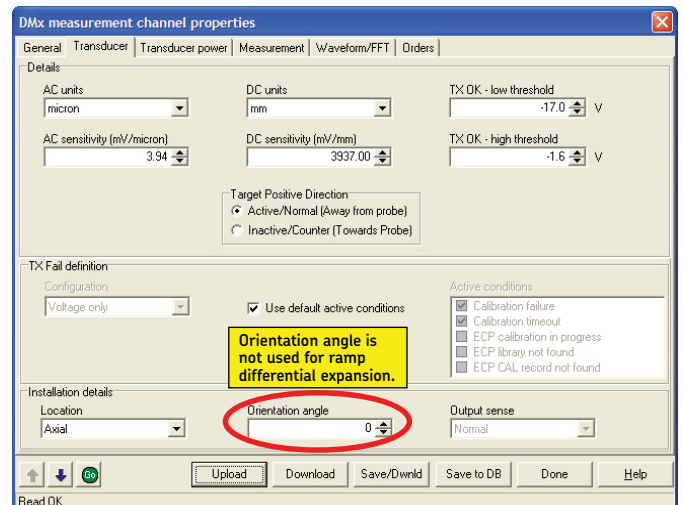 DMx measurement channel properties
General Transducer Transducer power Measurement Waveform/FFT Orders
Details
AC units DC units TX OK - low threshold
micron mm -17.0 V
AC sensitivity (mV/micron) DC sensitivity (mV/mm) TX OK - high threshold
3.94 3937.00 -1.6 V
Target Positive Direction
Active/Normal (Away from probe)
Inactive/Counter (Towards Probe)
TX Fail definition
Configuration Active conditions
Voltage only Use default active conditions Calibration failure
Calibration timeout
ECP calibration in progress
ECP library not found
ECP CAL record not found
Orientation angle is
not used for ramp
differential expansion.
Installation details
Location Orientation angle Output sense
Axial 0 Normal
Go Upload Download Save/Dwnld Save to DB Done Help
Read OK